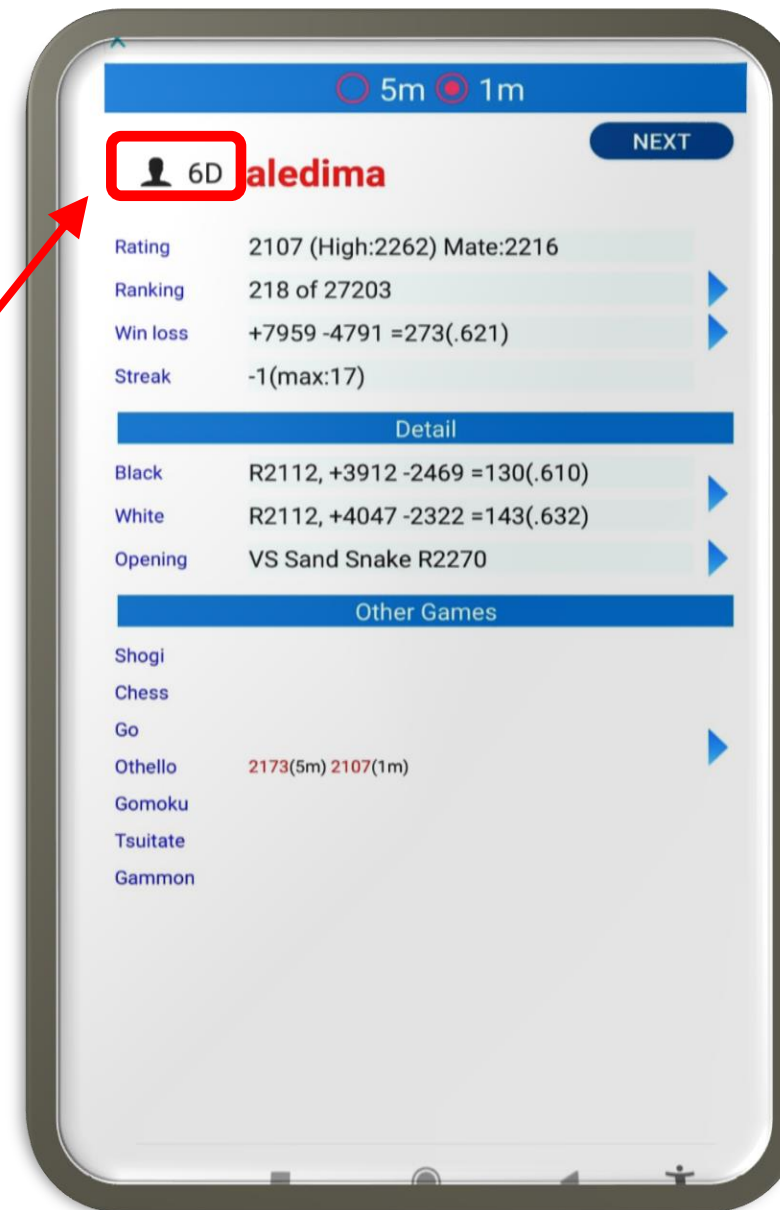 5m 1m
NEXT
6D aledima
Rating 2107 (High:2262) Mate:2216
Ranking 218 of 27203
Win loss +7959 -4791 =273(.621)
Streak -1(max:17)
Detail
Black R2112, +3912 -2469 =130(.610)
White R2112, +4047 -2322 =143(.632)
Opening VS Sand Snake R2270
Other Games
Shogi
Chess
Go
Othello 2173(5m) 2107(1m)
Gomoku
Tsuitate
Gammon